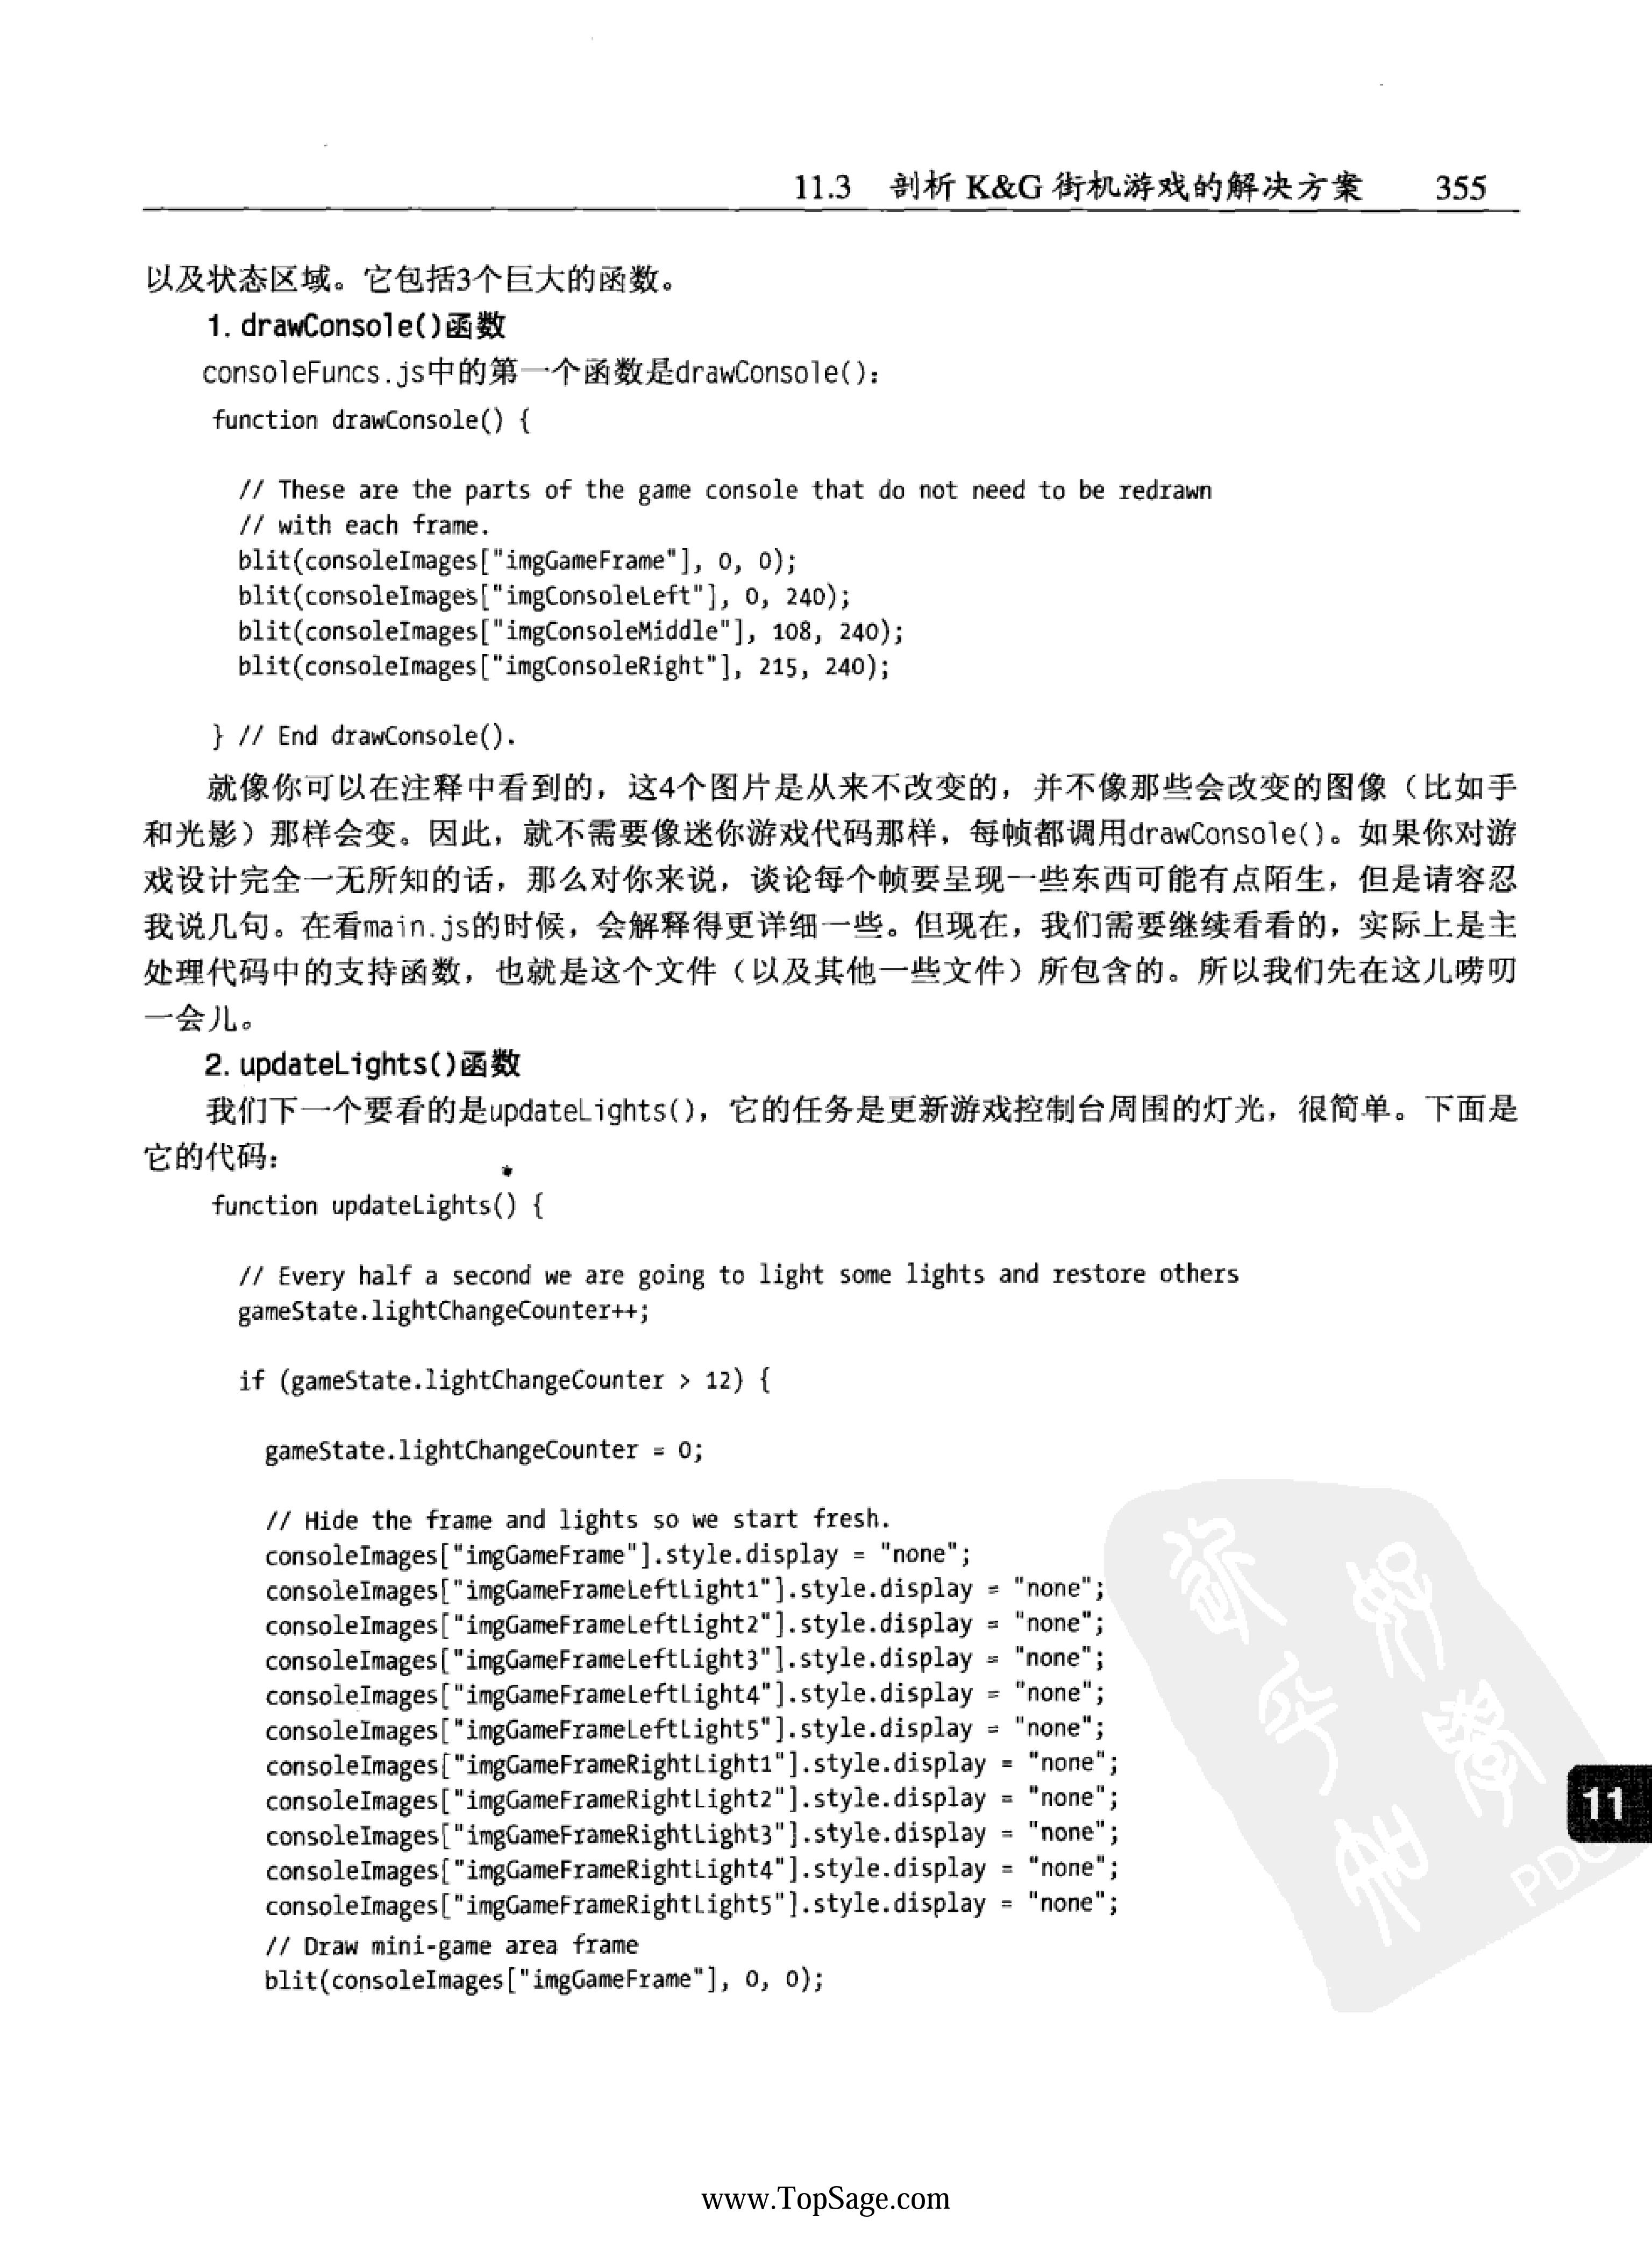 11.3 剖析 K&G 街机游戏的解决方案 355
以及状态区域。它包括3个巨大的函数。
1. drawConsole()函数
consoleFuncs.js中的第一个函数是drawConsole():
function drawConsole() {
// These are the parts of the game console that do not need to be redrawn
// with each frame.
blit(consoleImages["imgGameFrame"], 0, 0);
blit(consoleImages["imgConsoleLeft"], 0, 240);
blit(consoleImages["imgConsoleMiddle"], 108, 240);
blit(consoleImages["imgConsoleRight"], 215, 240);
} // End drawConsole().
就像你可以在注释中看到的，这4个图片是从来不改变的，并不像那些会改变的图像（比如手
和光影）那样会变。因此，就不需要像迷你游戏代码那样，每帧都调用drawConsole()。如果你对游
戏设计完全一无所知的话，那么对你来说，谈论每个帧要呈现一些东西可能有点陌生，但是请容忍
我说几句。在看main.js的时候，会解释得更详细一些。但现在，我们需要继续看看的，实际上是主
处理代码中的支持函数，也就是这个文件（以及其他一些文件）所包含的。所以我们先在这儿唠叨
一会儿。
2. updateLights()函数
我们下一个要看的是updateLights()，它的任务是更新游戏控制台周围的灯光，很简单。下面是
它的代码：
function updateLights() {
// Every half a second we are going to light some lights and restore others
gameState.lightChangeCounter++;
if (gameState.lightChangeCounter > 12) {
gameState.lightChangeCounter = 0;
// Hide the frame and lights so we start fresh.
consoleImages["imgGameFrame"].style.display = "none";
consoleImages["imgGameFrameLeftLight1"].style.display = "none";
consoleImages["imgGameFrameLeftLight2"].style.display = "none";
consoleImages["imgGameFrameLeftLight3"].style.display = "none";
consoleImages["imgGameFrameLeftLight4"].style.display = "none";
consoleImages["imgGameFrameLeftLight5"].style.display = "none";
consoleImages["imgGameFrameRightLight1"].style.display = "none";
consoleImages["imgGameFrameRightLight2"].style.display = "none";
consoleImages["imgGameFrameRightLight3"].style.display = "none";
consoleImages["imgGameFrameRightLight4"].style.display = "none";
consoleImages["imgGameFrameRightLight5"].style.display = "none";
// Draw mini-game area frame
blit(consoleImages["imgGameFrame"], 0, 0);
11
www.TopSage.com